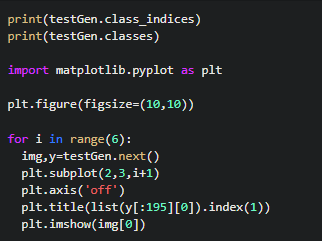 print(testGen.class_indices)
print(testGen.classes)
import matplotlib.pyplot as plt
plt.figure(figsize=(10,10))
for i in range(6):
  img,y=testGen.next()
  plt.subplot(2,3,i+1)
  plt.axis('off')
  plt.title(list(y[:195][0]).index(1))
  plt.imshow(img[0])